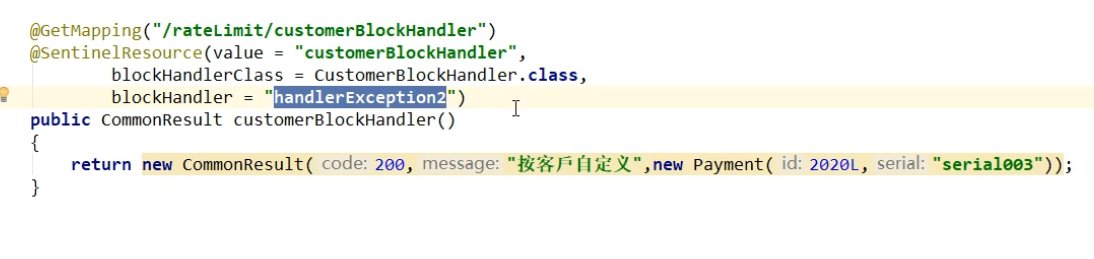 @GetMapping("/rateLimit/customerBlockHandler")
@SentinelResource(value = "customerBlockHandler",
blockHandlerClass = CustomerBlockHandler.class,
blockHandler = "handlerException2")
public CommonResult customerBlockHandler()
{
return new CommonResult( code: 200, message: "按客戶自定义",new Payment( id: 2020L, serial: "serial003"));
}